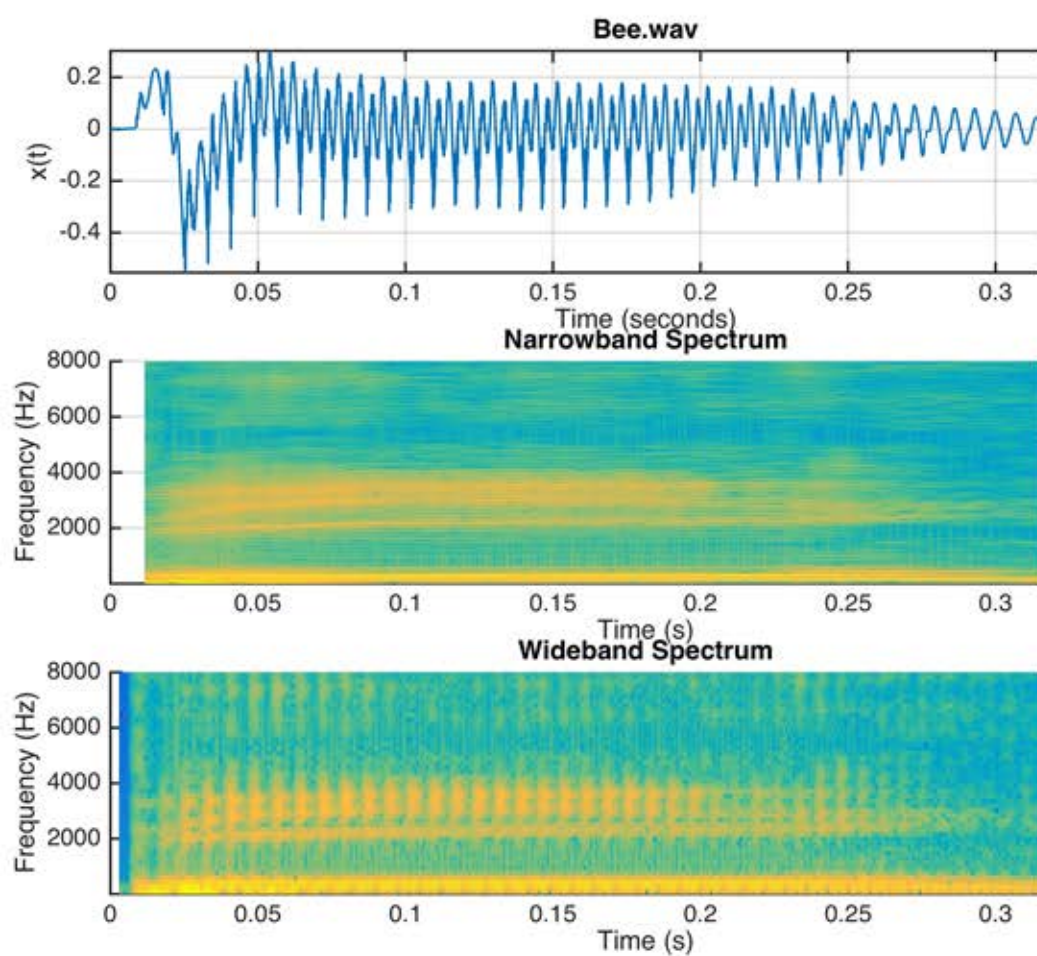 Bee.wav
0.2
0
-0.2
-0.4
x(t)
0 0.05 0.1 0.15 0.2 0.25 0.3
Time (seconds)
Narrowband Spectrum
8000
6000
4000
2000
Frequency (Hz)
0 0.05 0.1 0.15 0.2 0.25 0.3
Time (s)
Wideband Spectrum
8000
6000
4000
2000
Frequency (Hz)
0 0.05 0.1 0.15 0.2 0.25 0.3
Time (s)